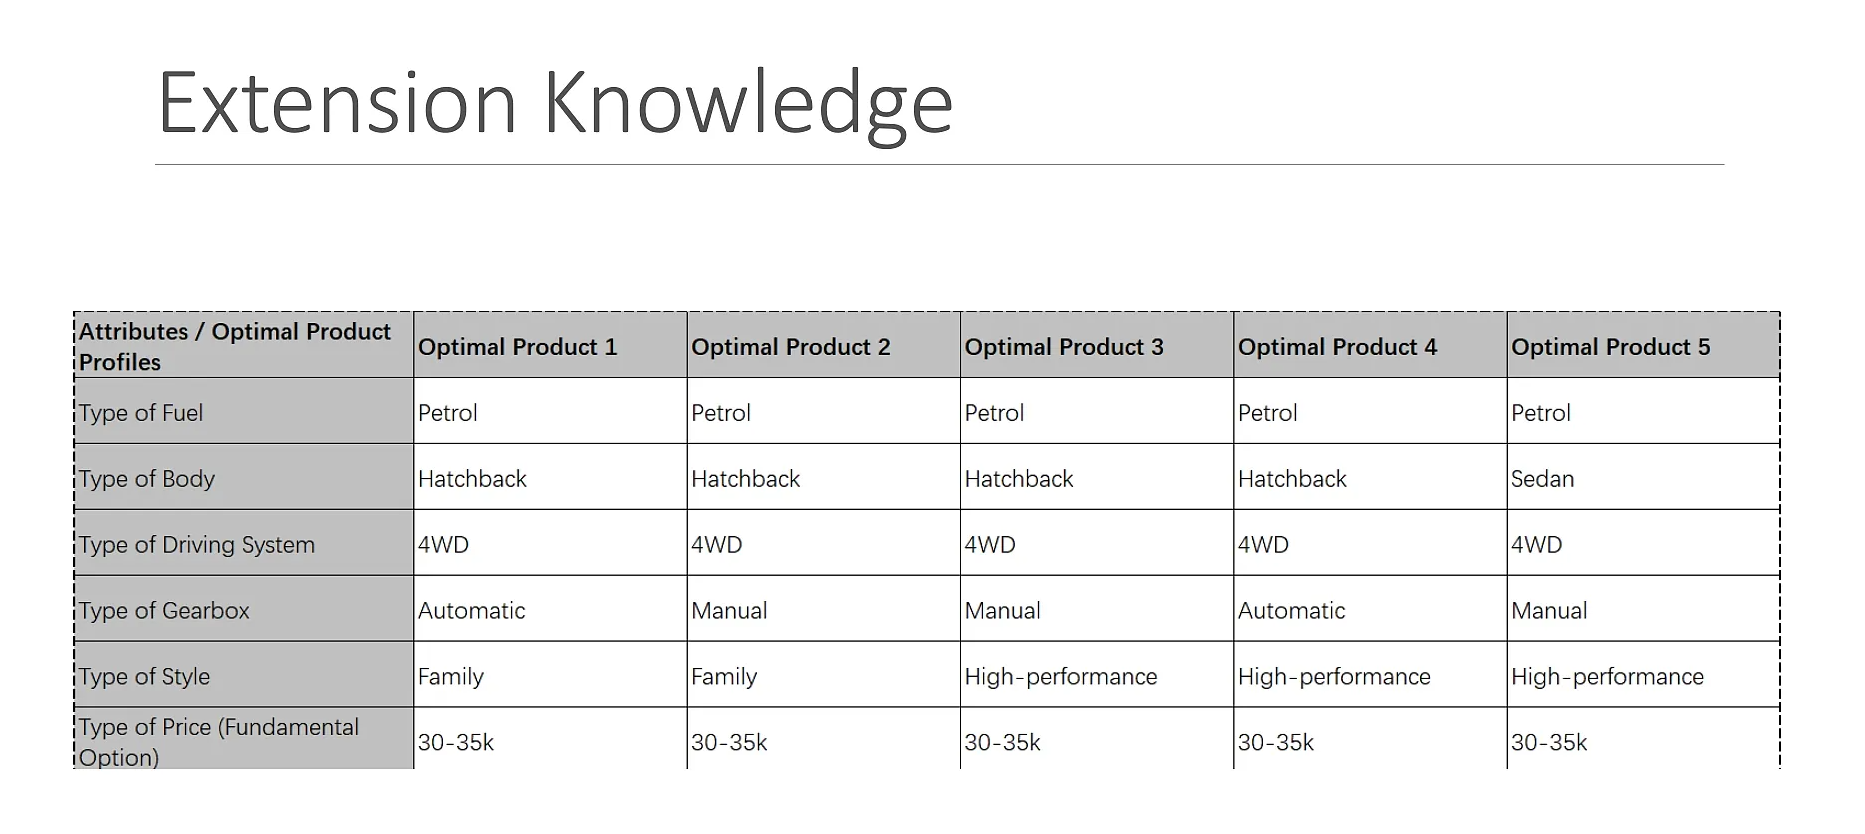 Extension Knowledge
Attributes / Optimal Product
Profiles
Optimal Product 1
Optimal Product 2
Optimal Product 3
Optimal Product 4
Optimal Product 5
Type of Fuel
Petrol
Petrol
Petrol
Petrol
Petrol
Type of Body
Hatchback
Hatchback
Hatchback
Hatchback
Sedan
Type of Driving System
4WD
4WD
4WD
4WD
4WD
Type of Gearbox
Automatic
Manual
Manual
Automatic
Manual
Type of Style
Family
Family
High-performance
High-performance
High-performance
Type of Price (Fundamental
Option)
30-35k
30-35k
30-35k
30-35k
30-35k